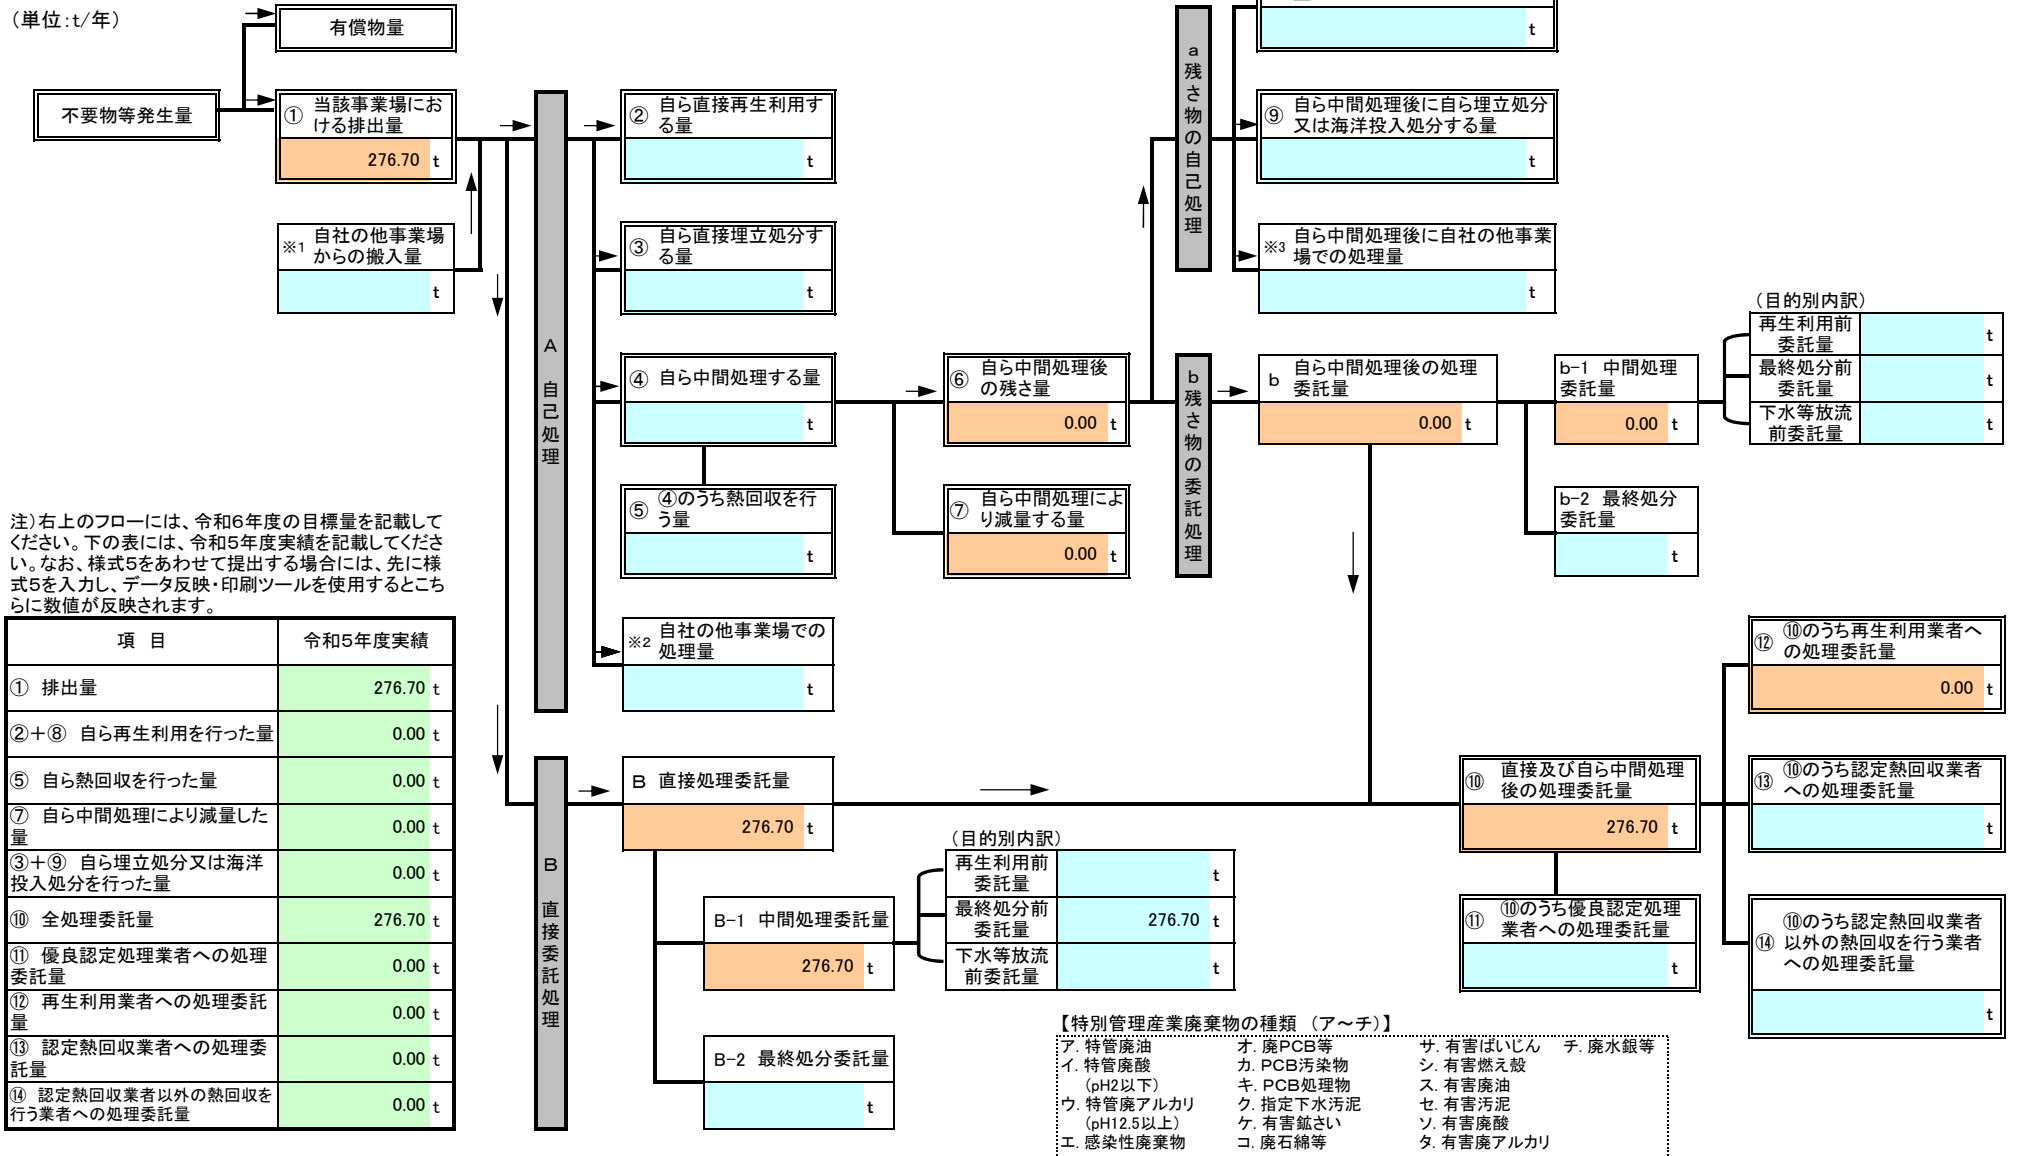 （単位：t/年）
有償物量
不要物等発生量
① 当該事業場にお
ける排出量
276.70 t
※1 自社の他事業場
からの搬入量
t
A 自己処理
② 自ら直接再生利用す
る量
t
③ 自ら直接埋立処分す
る量
t
④ 自ら中間処理する量
t
⑤ ④のうち熱回収を行
う量
t
※2 自社の他事業場での
処理量
t
⑥ 自ら中間処理後
の残さ量
0.00 t
⑦ 自ら中間処理によ
り減量する量
0.00 t
a 残さ物の自己処理
t
⑨ 自ら中間処理後に自ら埋立処分
又は海洋投入処分する量
t
※3 自ら中間処理後に自社の他事業
場での処理量
t
b 残さ物の委託処理
b 自ら中間処理後の処理
委託量
0.00 t
b-1 中間処理
委託量
0.00 t
b-2 最終処分
委託量
t
（目的別内訳）
再生利用前
委託量
t
最終処分前
委託量
t
下水等放流
前委託量
t
注）右上のフローには、令和6年度の目標量を記載して
ください。下の表には、令和5年度実績を記載してくださ
い。なお、様式5をあわせて提出する場合には、先に様
式5を入力し、データ反映・印刷ツールを使用するとこち
らに数値が反映されます。
項 目 令和5年度実績
① 排出量 276.70 t
②＋⑧ 自ら再生利用を行った量 0.00 t
⑤ 自ら熱回収を行った量 0.00 t
⑦ 自ら中間処理により減量した
量 0.00 t
③＋⑨ 自ら埋立処分又は海洋
投入処分を行った量 0.00 t
⑩ 全処理委託量 276.70 t
⑪ 優良認定処理業者への処理
委託量 0.00 t
⑫ 再生利用業者への処理委託
量 0.00 t
⑬ 認定熱回収業者への処理委
託量 0.00 t
⑭ 認定熱回収業者以外の熱回収を
行う業者への処理委託量 0.00 t
B 直接委託処理
B 直接処理委託量
276.70 t
B-1 中間処理委託量
276.70 t
B-2 最終処分委託量
t
（目的別内訳）
再生利用前
委託量
t
最終処分前
委託量
276.70 t
下水等放流
前委託量
t
⑩ 直接及び自ら中間処理
後の処理委託量
276.70 t
⑪ ⑩のうち優良認定処理
業者への処理委託量
t
⑫ ⑩のうち再生利用業者へ
の処理委託量
0.00 t
⑬ ⑩のうち認定熱回収業者
への処理委託量
t
⑭ ⑩のうち認定熱回収業者
以外の熱回収を行う業者
への処理委託量
t
【特別管理産業廃棄物の種類 （ア～チ）】
ア. 特管廃油 オ. 廃PCB等 サ. 有害ばいじん チ. 廃水銀等
イ. 特管廃酸 カ. PCB汚染物 シ. 有害燃え殻
（pH2以下） キ. PCB処理物 ス. 有害廃油
ウ. 特管廃アルカリ ク. 指定下水汚泥 セ. 有害汚泥
（pH12.5以上） ケ. 有害鉱さい ソ. 有害廃酸
エ. 感染性廃棄物 コ. 廃石綿等 タ. 有害廃アルカリ